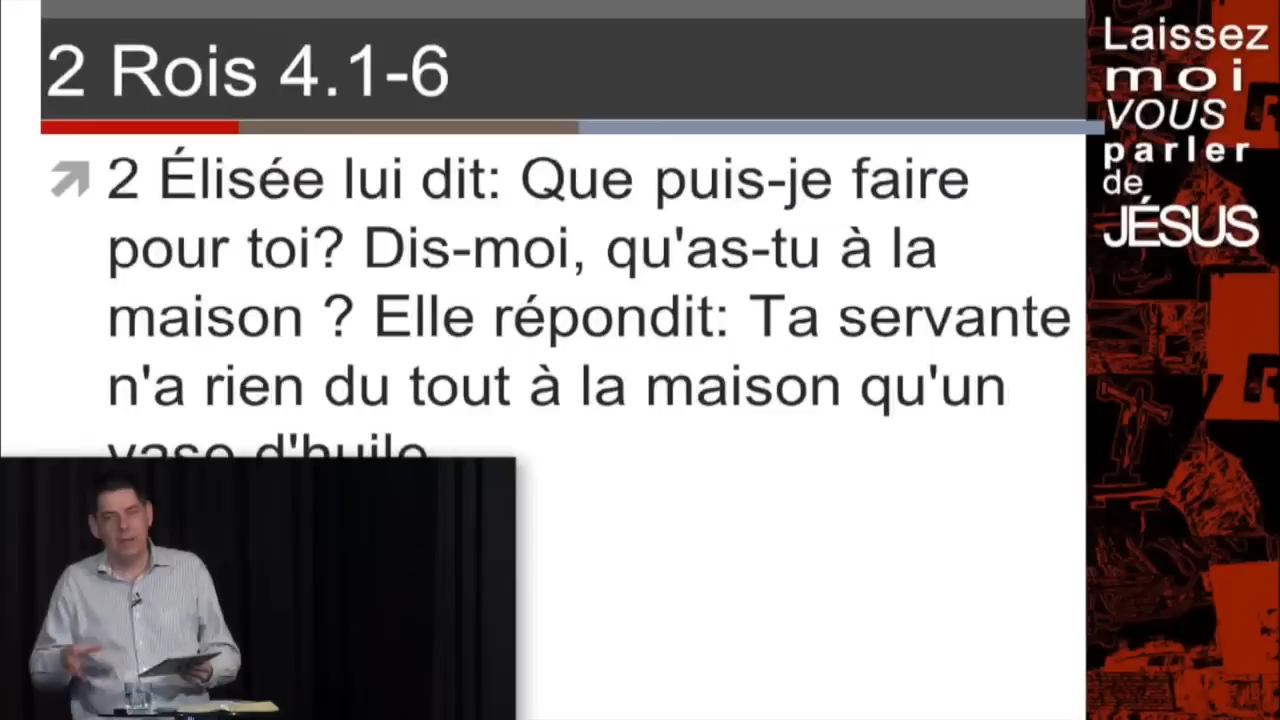 2 Rois 4.1-6
2 Élisée lui dit: Que puis-je faire
pour toi? Dis-moi, qu'as-tu à la
maison ? Elle répondit: Ta servante
n'a rien du tout à la maison qu'un
vase d'huile
Laissez
moi
VOUS
parler
de
JÉSUS